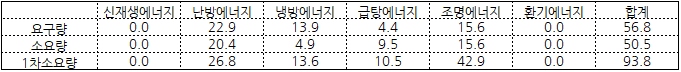 신재생에너지 난방에너지 냉방에너지 급탕에너지 조명에너지 환기에너지 합계
요구량 0.0 22.9 13.9 4.4 15.6 0.0 56.8
소요량 0.0 20.4 4.9 9.5 15.6 0.0 50.5
1차소요량 0.0 26.8 13.6 10.5 42.9 0.0 93.8